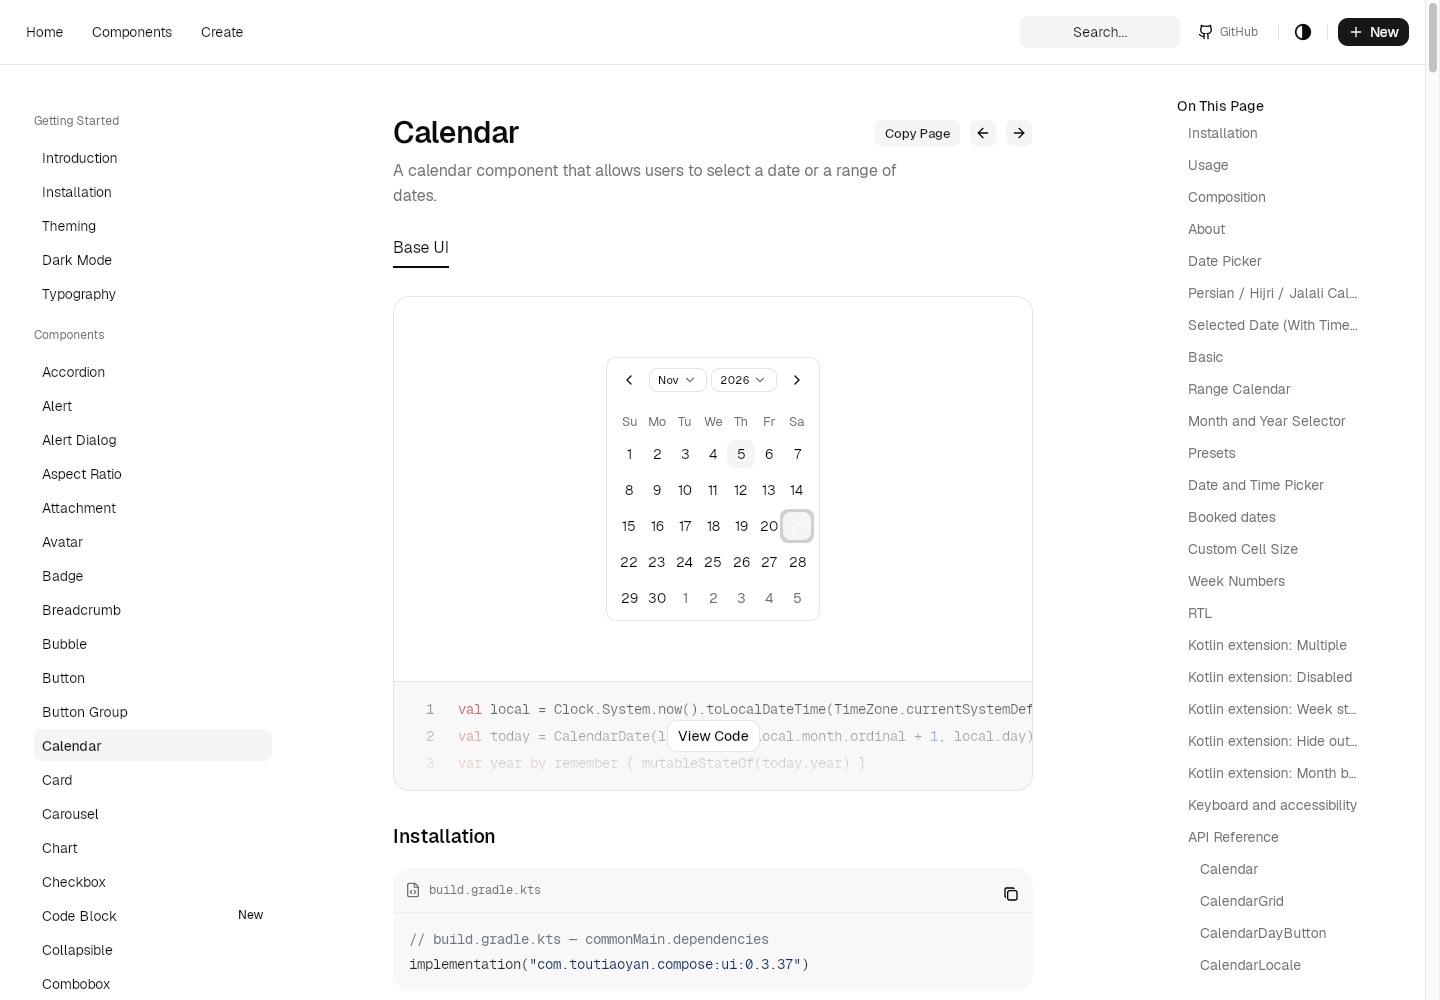 Home Components Create Search... GitHub New
Getting Started
Introduction
Installation
Theming
Dark Mode
Typography
Components
Accordion
Alert
Alert Dialog
Aspect Ratio
Attachment
Avatar
Badge
Breadcrumb
Bubble
Button
Button Group
Calendar
Card
Carousel
Chart
Checkbox
Code Block New
Collapsible
Combobox
Calendar
Copy Page
A calendar component that allows users to select a date or a range of
dates.
Base UI
Nov 2026
Su Mo Tu We Th Fr Sa
1 2 3 4 5 6 7
8 9 10 11 12 13 14
15 16 17 18 19 20
22 23 24 25 26 27 28
29 30 1 2 3 4 5
1 val local = Clock.System.now().toLocalDateTime(TimeZone.currentSystemDef
2 val today = CalendarDate(l ocal.month.ordinal + 1, local.day)
View Code
3 var year by remember { mutableStateOf(today.year) }
Installation
build.gradle.kts
// build.gradle.kts — commonMain.dependencies
implementation("com.toutiaoyan.compose:ui:0.3.37")
On This Page
Installation
Usage
Composition
About
Date Picker
Persian / Hijri / Jalali Cal...
Selected Date (With Time...
Basic
Range Calendar
Month and Year Selector
Presets
Date and Time Picker
Booked dates
Custom Cell Size
Week Numbers
RTL
Kotlin extension: Multiple
Kotlin extension: Disabled
Kotlin extension: Week st...
Kotlin extension: Hide out...
Kotlin extension: Month b...
Keyboard and accessibility
API Reference
Calendar
CalendarGrid
CalendarDayButton
CalendarLocale